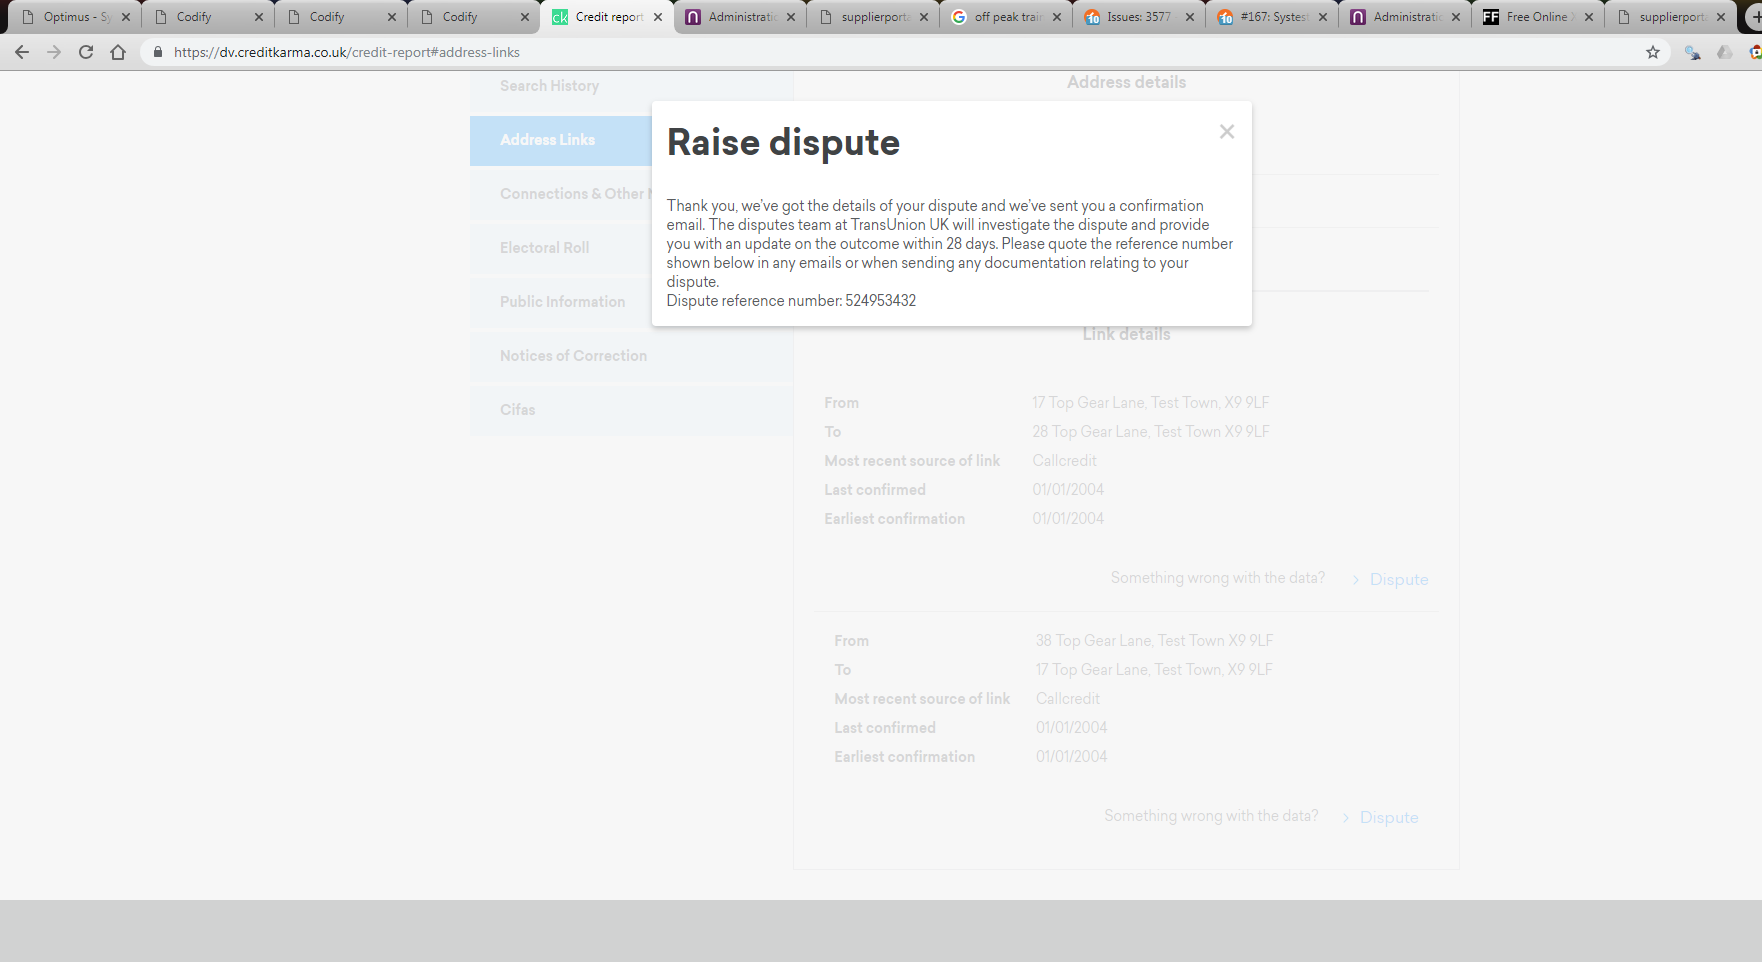 Optimus - Sy
Codify
Codify
Codify
Credit report
Administratio
supplierporta
off peak train
Issues: 3577
#167: Systest
Administratio
Free Online
supplierporta
https://dv.creditkarma.co.uk/credit-report#address-links
Search History
Address Links
Connections & Other
Electoral Roll
Public Information
Notices of Correction
Cifas
Address details
Raise dispute
Thank you, we've got the details of your dispute and we've sent you a confirmation
email. The disputes team at TransUnion UK will investigate the dispute and provide
you with an update on the outcome within 28 days. Please quote the reference number
shown below in any emails or when sending any documentation relating to your
dispute.
Dispute reference number: 524953432
Link details
From 17 Top Gear Lane, Test Town, X9 9LF
To 28 Top Gear Lane, Test Town X9 9LF
Most recent source of link Callcredit
Last confirmed 01/01/2004
Earliest confirmation 01/01/2004
Something wrong with the data? > Dispute
From 38 Top Gear Lane, Test Town X9 9LF
To 17 Top Gear Lane, Test Town, X9 9LF
Most recent source of link Callcredit
Last confirmed 01/01/2004
Earliest confirmation 01/01/2004
Something wrong with the data? > Dispute